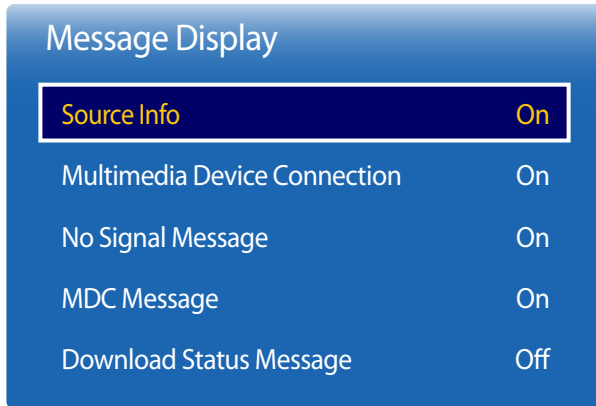 Message Display
Source Info On
Multimedia Device Connection On
No Signal Message On
MDC Message On
Download Status Message Off